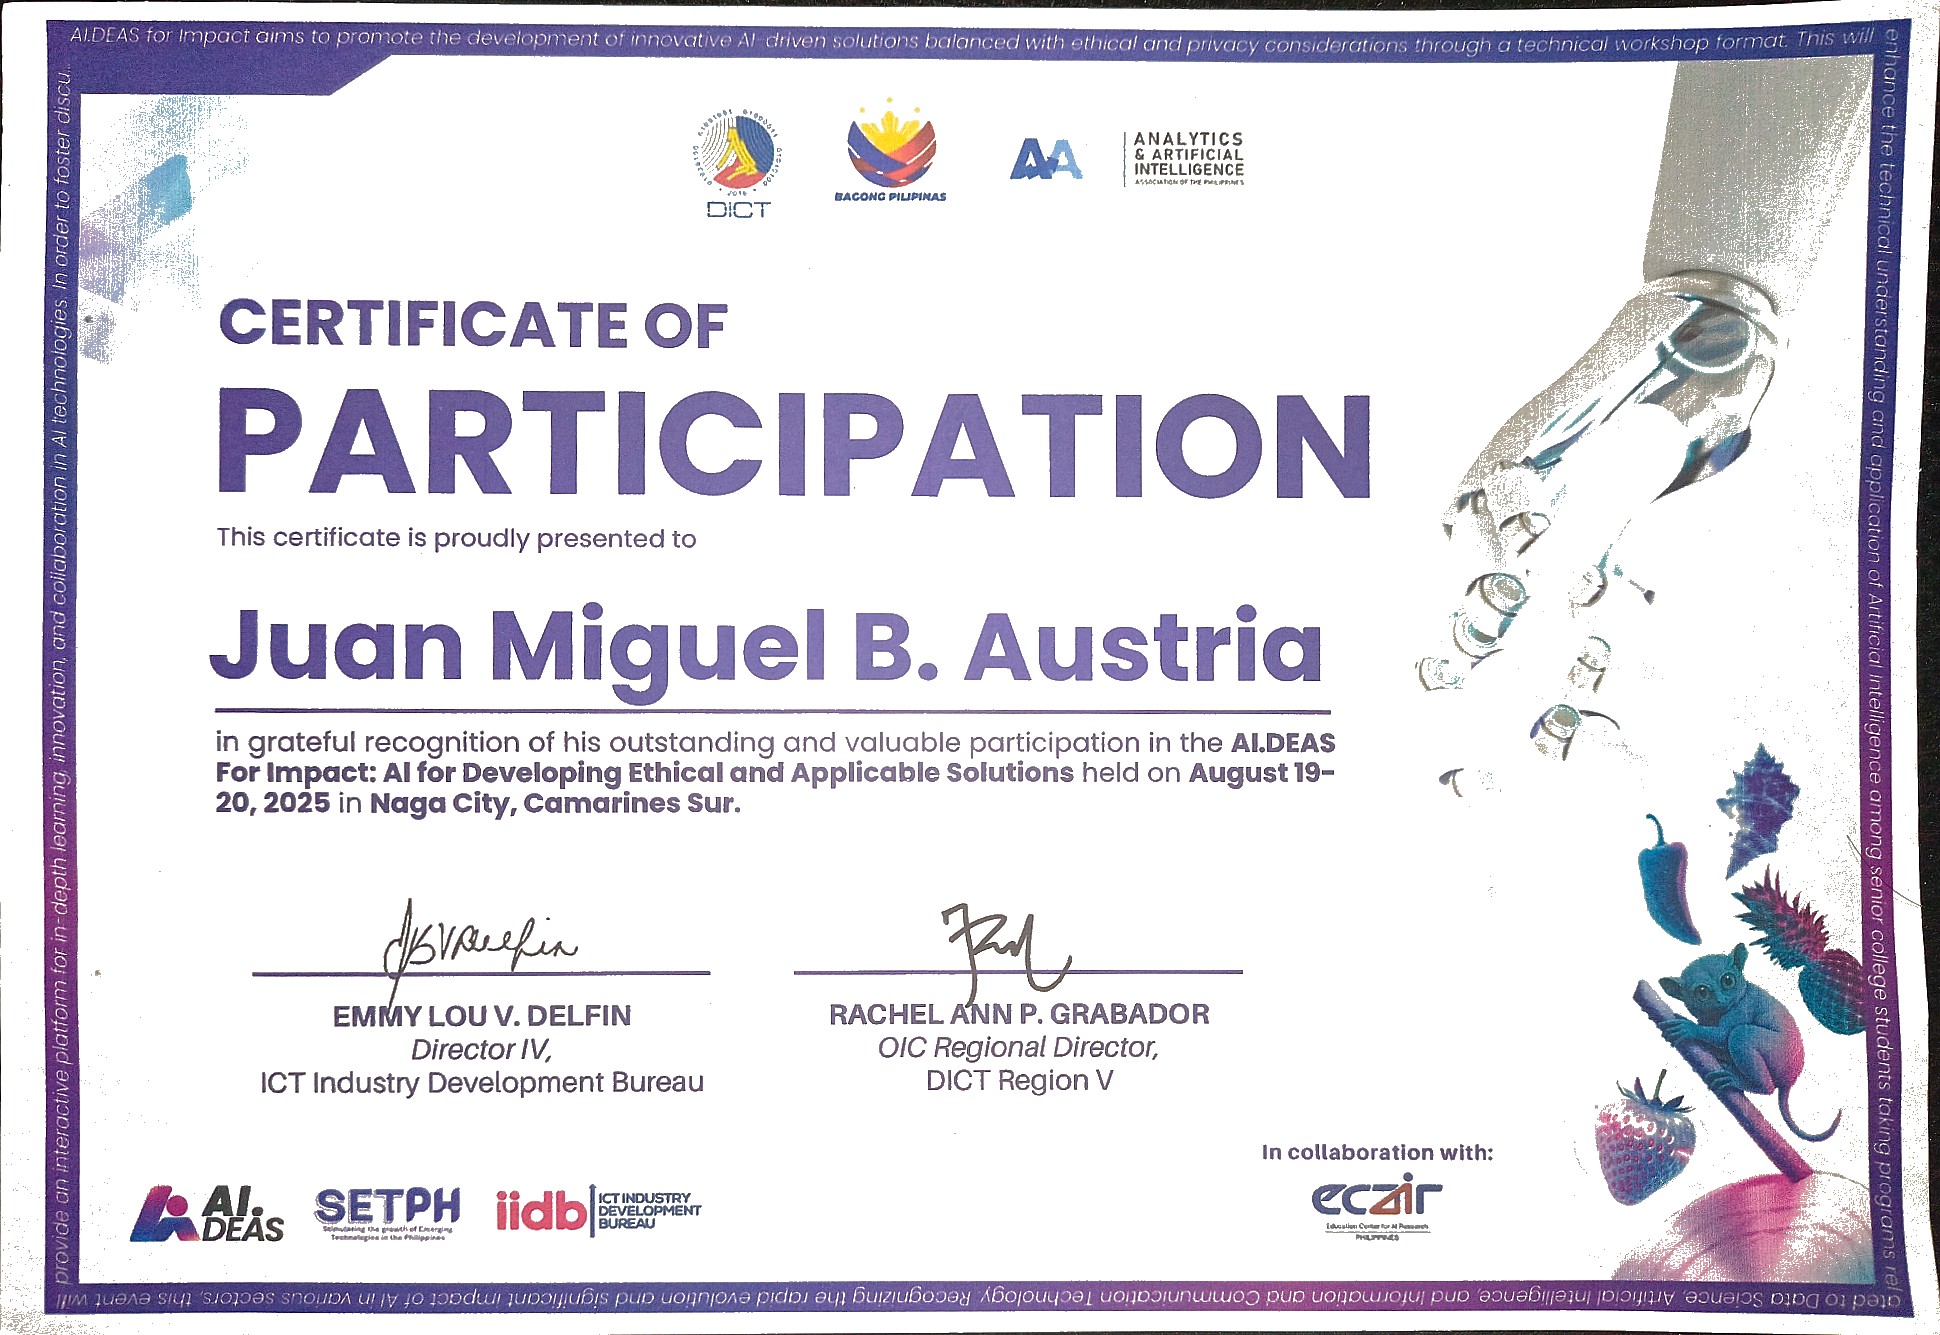 AI.DEAS for Impact aims to promote the development of innovative AI-driven solutions balanced with ethical and privacy considerations through a technical workshop format. This will
enhance the technical understanding and application of Artificial Intelligence among senior college students taking programs rel
ated to Data Science, Artificial Intelligence, and Information and Communication Technology. Recognizing the rapid evolution and significant impact of AI in various sectors, this event will
provide an interactive platform for in-depth learning, innovation, and collaboration in AI technologies. In order to foster discu..
DICT
2016
BAGONG PILIPINAS
AA
ANALYTICS
& ARTIFICIAL
INTELLIGENCE
ASSOCIATION OF THE PHILIPPINES
CERTIFICATE OF
PARTICIPATION
This certificate is proudly presented to
Juan Miguel B. Austria
in grateful recognition of his outstanding and valuable participation in the AI.DEAS
For Impact: AI for Developing Ethical and Applicable Solutions held on August 19-
20, 2025 in Naga City, Camarines Sur.
EMMY LOU V. DELFIN
Director IV,
ICT Industry Development Bureau
RACHEL ANN P. GRABADOR
OIC Regional Director,
DICT Region V
In collaboration with:
AI.
DEAS
SETPH
Stimulating the growth of Emerging
Technologies in the Philippines
iidb
ICT INDUSTRY
DEVELOPMENT
BUREAU
ecair
Education Center for AI Research
PHILIPPINES